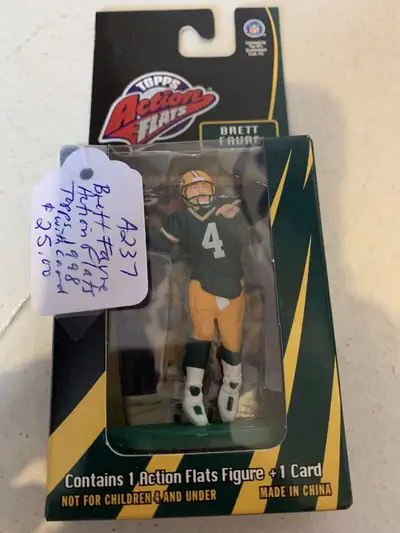 TOPPS
Action
FLATS
BRETT
FAVRE
A237
Brett Favre
Action Flats
Topps 1998
w/card
$25.00
4
Contains 1 Action Flats Figure + 1 Card
NOT FOR CHILDREN 4 AND UNDER
MADE IN CHINA